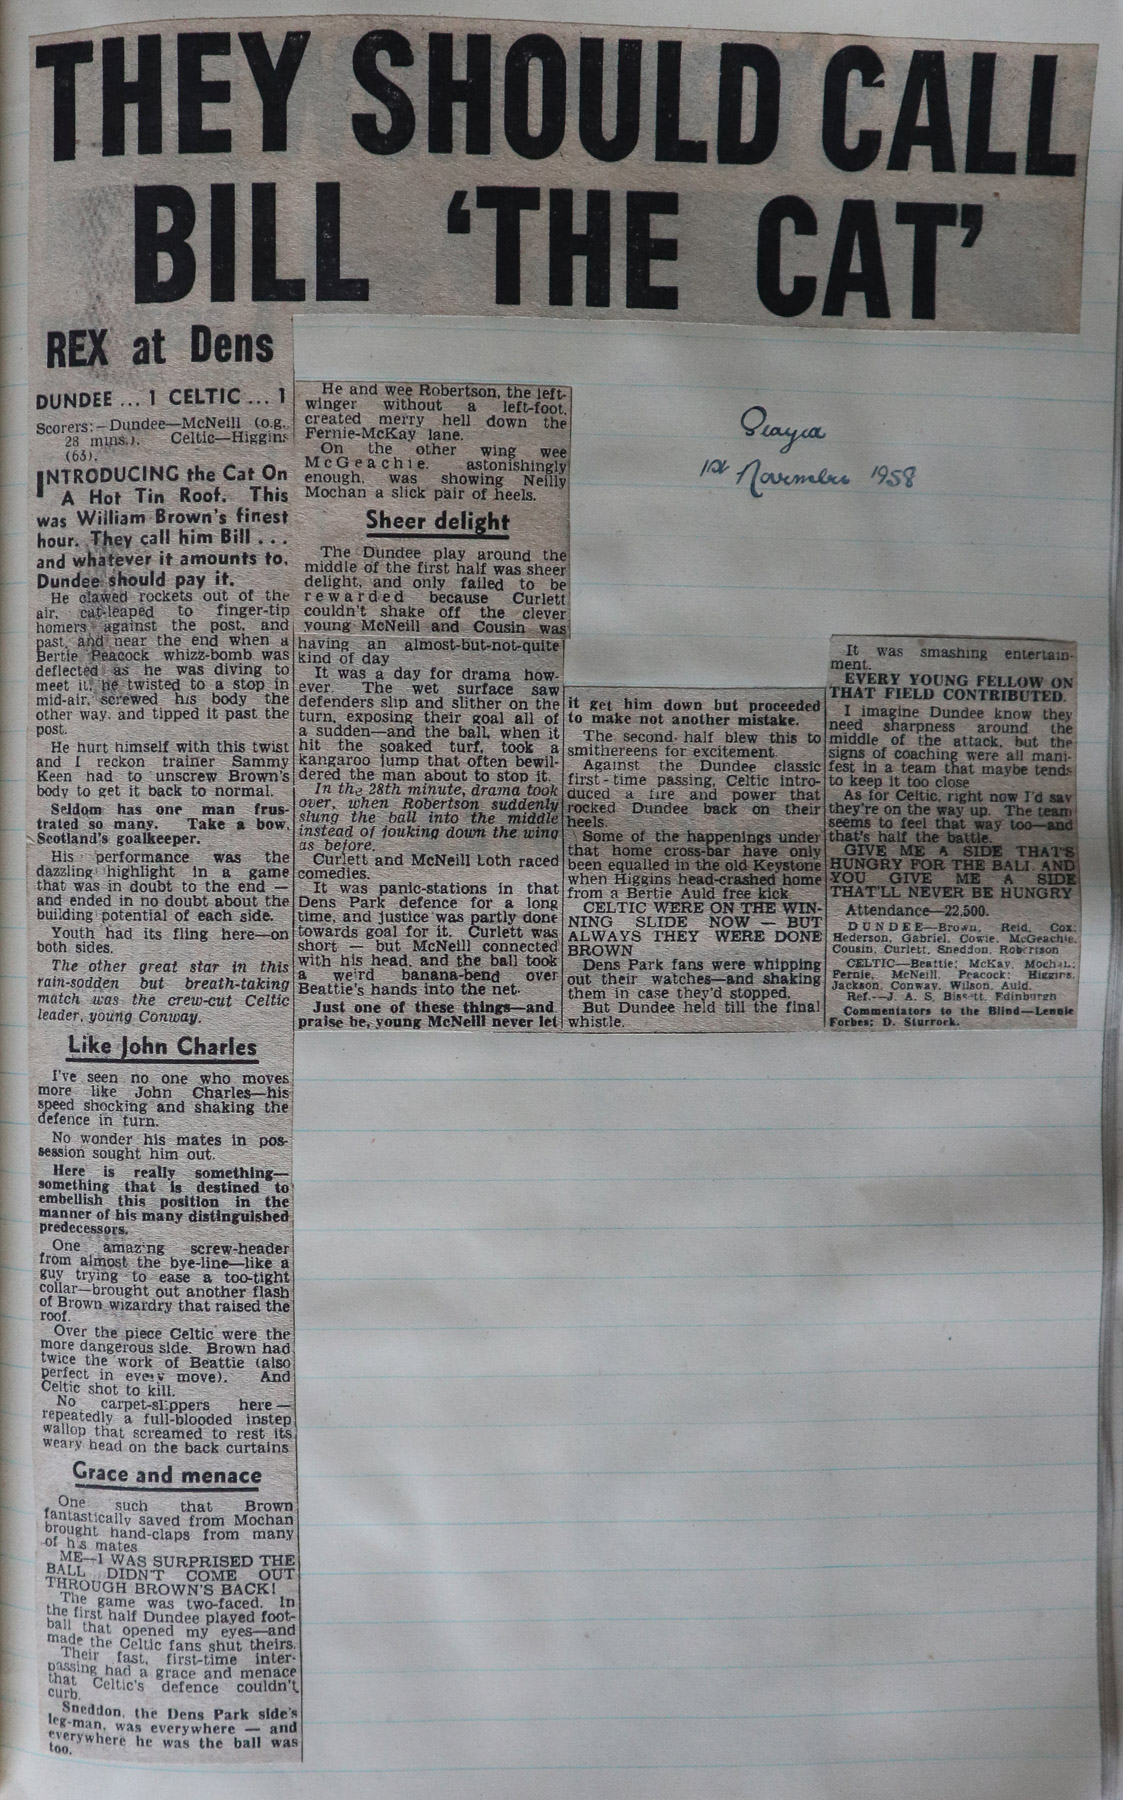 THEY SHOULD CALL
BILL 'THE CAT'
REX at Dens
DUNDEE ... 1 CELTIC ... 1
Scorers:—Dundee—McNeill (o.g.,
28 mins.). Celtic—Higgins
(63).
INTRODUCING the Cat On
A Hot Tin Roof. This
was William Brown's finest
hour. They call him Bill . . .
and whatever it amounts to,
Dundee should pay it.
He clawed rockets out of the
air, cat-leaped to finger-tip
homers against the post, and
past, and near the end when a
Bertie Peacock whizz-bomb was
deflected as he was diving to
meet it, he twisted to a stop in
mid-air, screwed his body the
other way, and tipped it past the
post.
He hurt himself with this twist
and I reckon trainer Sammy
Keen had to unscrew Brown's
body to get it back to normal.
Seldom has one man frus-
trated so many. Take a bow,
Scotland's goalkeeper.
His performance was the
dazzling highlight in a game
that was in doubt to the end —
and ended in no doubt about the
building potential of each side.
Youth had its fling here—on
both sides.
The other great star in this
rain-sodden but breath-taking
match was the crew-cut Celtic
leader, young Conway.
Like John Charles
I've seen no one who moves
more like John Charles—his
speed shocking and shaking the
defence in turn.
No wonder his mates in pos-
session sought him out.
Here is really something—
something that is destined to
embellish this position in the
manner of his many distinguished
predecessors.
One amazing screw-header
from almost the bye-line—like a
guy trying to ease a too-tight
collar—brought out another flash
of Brown wizardry that raised the
roof.
Over the piece Celtic were the
more dangerous side. Brown had
twice the work of Beattie (also
perfect in every move). And
Celtic shot to kill.
No carpet-slippers here —
repeatedly a full-blooded instep
wallop that screamed to rest its
weary head on the back curtains
Grace and menace
One such that Brown
fantastically saved from Mochan
brought hand-claps from many
of his mates
ME—I WAS SURPRISED THE
BALL DIDN'T COME OUT
THROUGH BROWN'S BACK!
The game was two-faced. In
the first half Dundee played foot-
ball that opened my eyes—and
made the Celtic fans shut theirs.
Their fast, first-time inter-
passing had a grace and menace
that Celtic's defence couldn't
curb.
Sneddon, the Dens Park side's
leg-man, was everywhere — and
everywhere he was the ball was
too.
He and wee Robertson, the left-
winger without a left-foot,
created merry hell down the
Fernie-McKay lane.
On the other wing wee
McGeachie, astonishingly
enough, was showing Neilly
Mochan a slick pair of heels.
Sheer delight
The Dundee play around the
middle of the first half was sheer
delight, and only failed to be
rewarded because Curlett
couldn't shake off the clever
young McNeill and Cousin was
having an almost-but-not-quite
kind of day
It was a day for drama how-
ever. The wet surface saw
defenders slip and slither on the
turn, exposing their goal all of
a sudden—and the ball, when it
hit the soaked turf, took a
kangaroo jump that often bewil-
dered the man about to stop it.
In the 28th minute, drama took
over, when Robertson suddenly
slung the ball into the middle
instead of jouking down the wing
as before.
Curlett and McNeill both raced
comedies.
It was panic-stations in that
Dens Park defence for a long
time, and justice was partly done
towards goal for it. Curlett was
short — but McNeill connected
with his head, and the ball took
a weird banana-bend over
Beattie's hands into the net.
Just one of these things—and
praise be, young McNeill never let
it get him down but proceeded
to make not another mistake.
The second half blew this to
smithereens for excitement.
Against the Dundee classic
first-time passing, Celtic intro-
duced a fire and power that
rocked Dundee back on their
heels.
Some of the happenings under
that home cross-bar have only
been equalled in the old Keystone
when Higgins head-crashed home
from a Bertie Auld free kick
CELTIC WERE ON THE WIN-
NING SLIDE NOW — BUT
ALWAYS THEY WERE DONE
BROWN
Dens Park fans were whipping
out their watches—and shaking
them in case they'd stopped.
But Dundee held till the final
whistle.
1st November 1958
It was smashing entertain-
ment.
EVERY YOUNG FELLOW ON
THAT FIELD CONTRIBUTED.
I imagine Dundee know they
need sharpness around the
middle of the attack, but the
signs of coaching were all mani-
fest in a team that maybe tends
to keep it too close
As for Celtic, right now I'd say
they're on the way up. The team
seems to feel that way too—and
that's half the battle.
GIVE ME A SIDE THAT'S
HUNGRY FOR THE BALL AND
YOU GIVE ME A SIDE
THAT'LL NEVER BE HUNGRY
Attendance—22,500.
DUNDEE—Brown, Reid, Cox;
Hederson, Gabriel, Cowie, McGeachie,
Cousin, Curlett, Sneddon, Robertson
CELTIC—Beattie; McKay, Mochan;
Fernie, McNeill, Peacock; Higgins,
Jackson, Conway, Wilson, Auld.
Ref.—J. A. S. Bissett, Edinburgh
Commentators to the Blind—Lennie
Forbes; D. Sturrock.